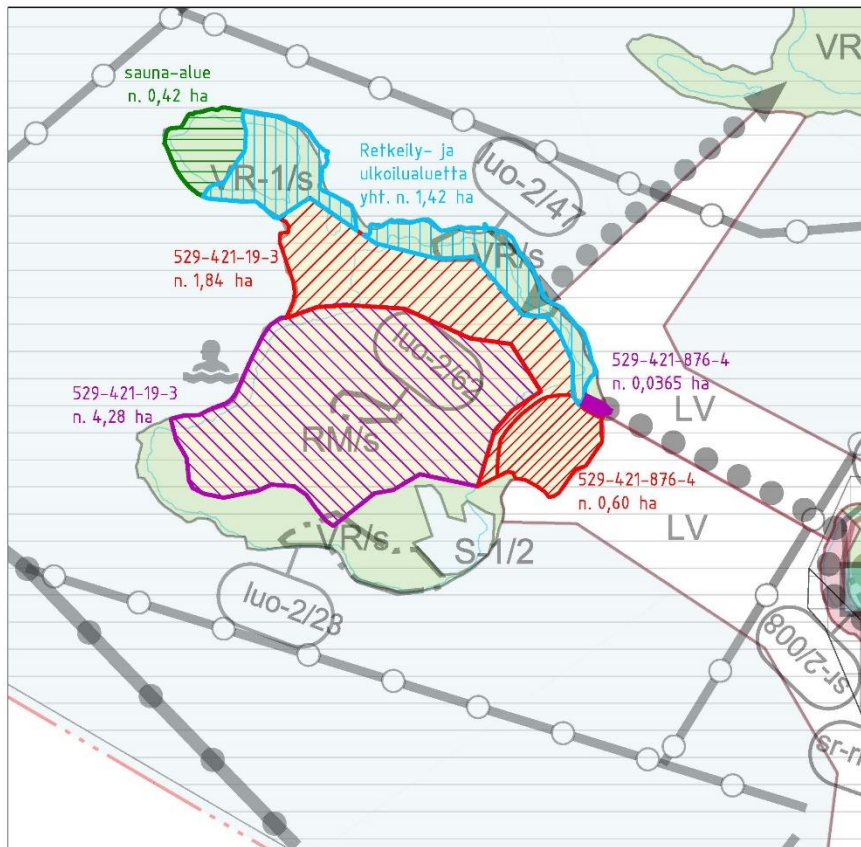 VR
sauna-alue
n. 0,42 ha
Retkeily- ja
ulkoilualuetta
yht. n. 1,42 ha
luo-2/47
VR-1/s
529-421-19-3
n. 1,84 ha
VR/s
luo-2/62
529-421-876-4
n. 0,0365 ha
529-421-19-3
n. 4,28 ha
LV
RM/s
529-421-876-4
n. 0,60 ha
VR/s
S-1/2
LV
luo-2/23
sr-2/008